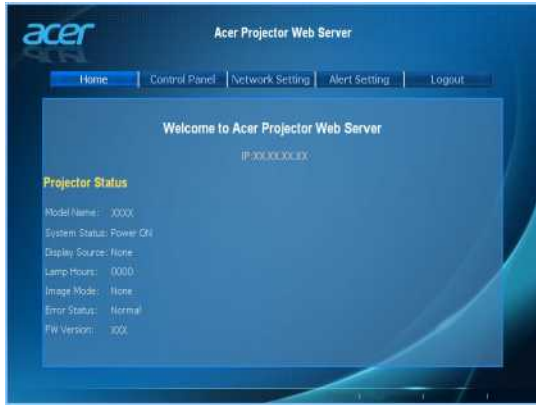 acer
Acer Projector Web Server
Home
Control Panel
Network Setting
Alert Setting
Logout
Welcome to Acer Projector Web Server
IP:XX.XX.XX.XX
Projector Status
Model Name: XXXX
System Status: Power ON
Display Source: None
Lamp Hours: 0000
Image Mode: None
Error Status: Normal
FW Version: XXX